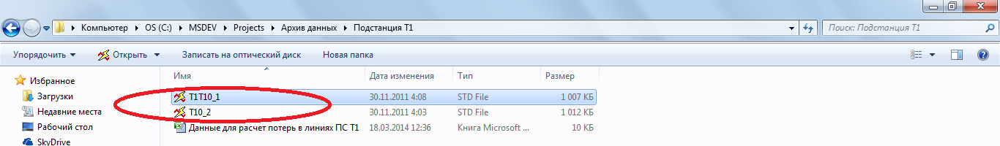 Компьютер OS (C:) MSDEV Projects Архив данных Подстанция Т1 Поиск: Подстанция Т1
Упорядочить Открыть Записать на оптический диск Новая папка
Избранное Имя Дата изменения Тип Размер
Загрузки T1T10_1 30.11.2011 4:08 STD File 1 007 КБ
Недавние места T10_2 30.11.2011 4:03 STD File 1 012 КБ
Рабочий стол Данные для расчет потерь в линиях ПС Т1 18.03.2014 12:36 Книга Microsoft ... 10 КБ
SkyDrive